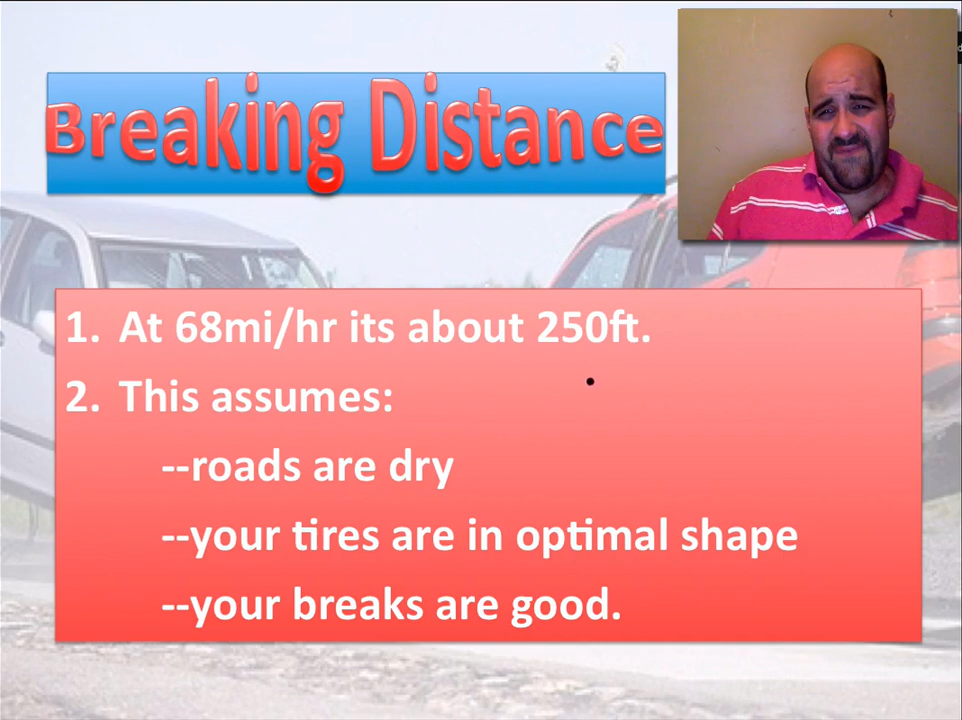 Breaking Distance
1. At 68mi/hr its about 250ft.
2. This assumes:
--roads are dry
--your tires are in optimal shape
--your breaks are good.